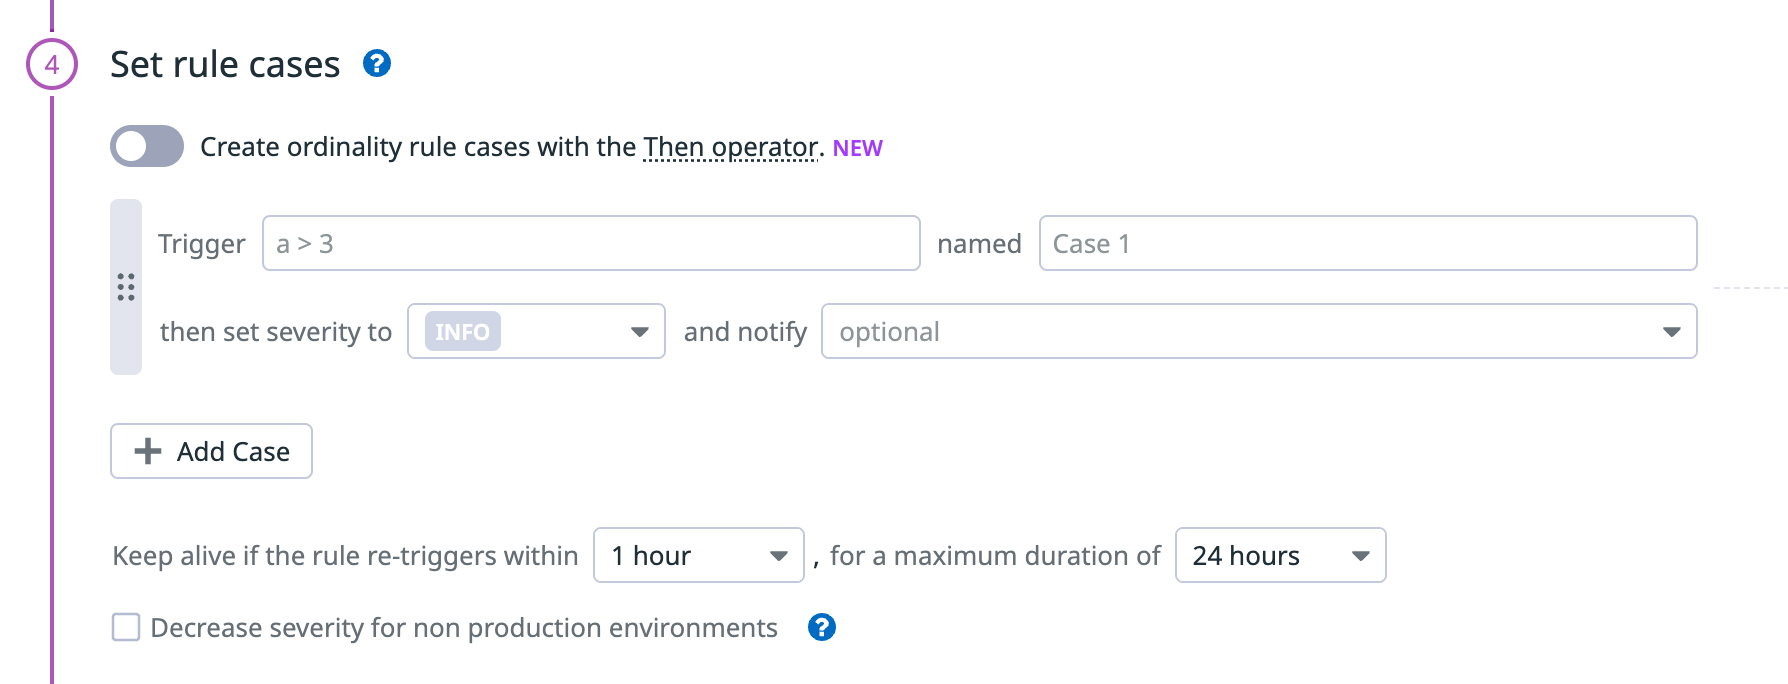 4
Set rule cases ?
Create ordinality rule cases with the Then operator. NEW
Trigger a > 3 named Case 1
then set severity to INFO and notify optional
+ Add Case
Keep alive if the rule re-triggers within 1 hour , for a maximum duration of 24 hours
Decrease severity for non production environments ?